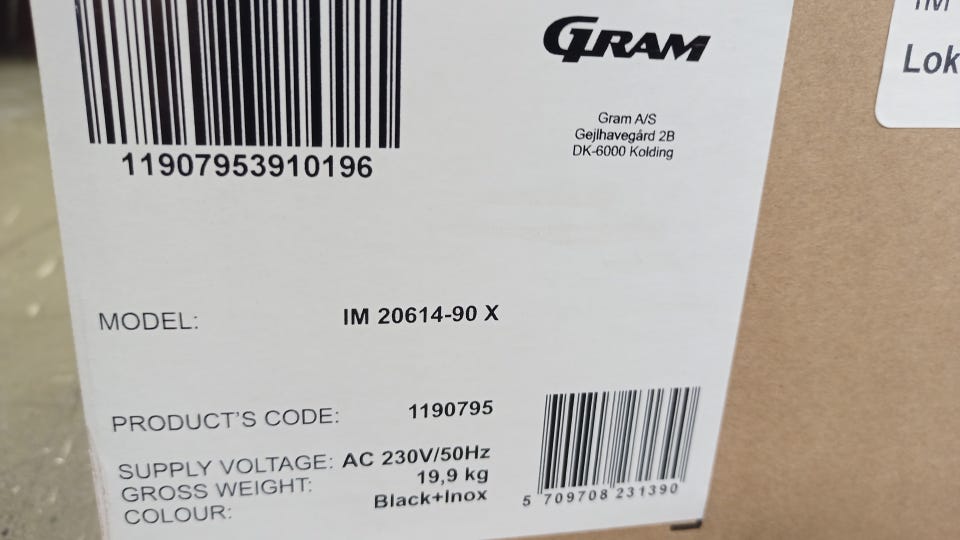 GRAM
Gram A/S
Gejlhavegård 2B
DK-6000 Kolding
11907953910196
MODEL: IM 20614-90 X
PRODUCT'S CODE: 1190795
SUPPLY VOLTAGE: AC 230V/50Hz
GROSS WEIGHT: 19,9 kg
COLOUR: Black+Inox
5 709708 231390
Lok